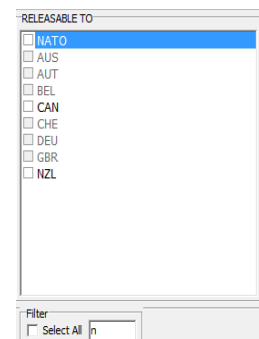 RELEASABLE TO
NATO
AUS
AUT
BEL
CAN
CHE
DEU
GBR
NZL
Filter
Select All n